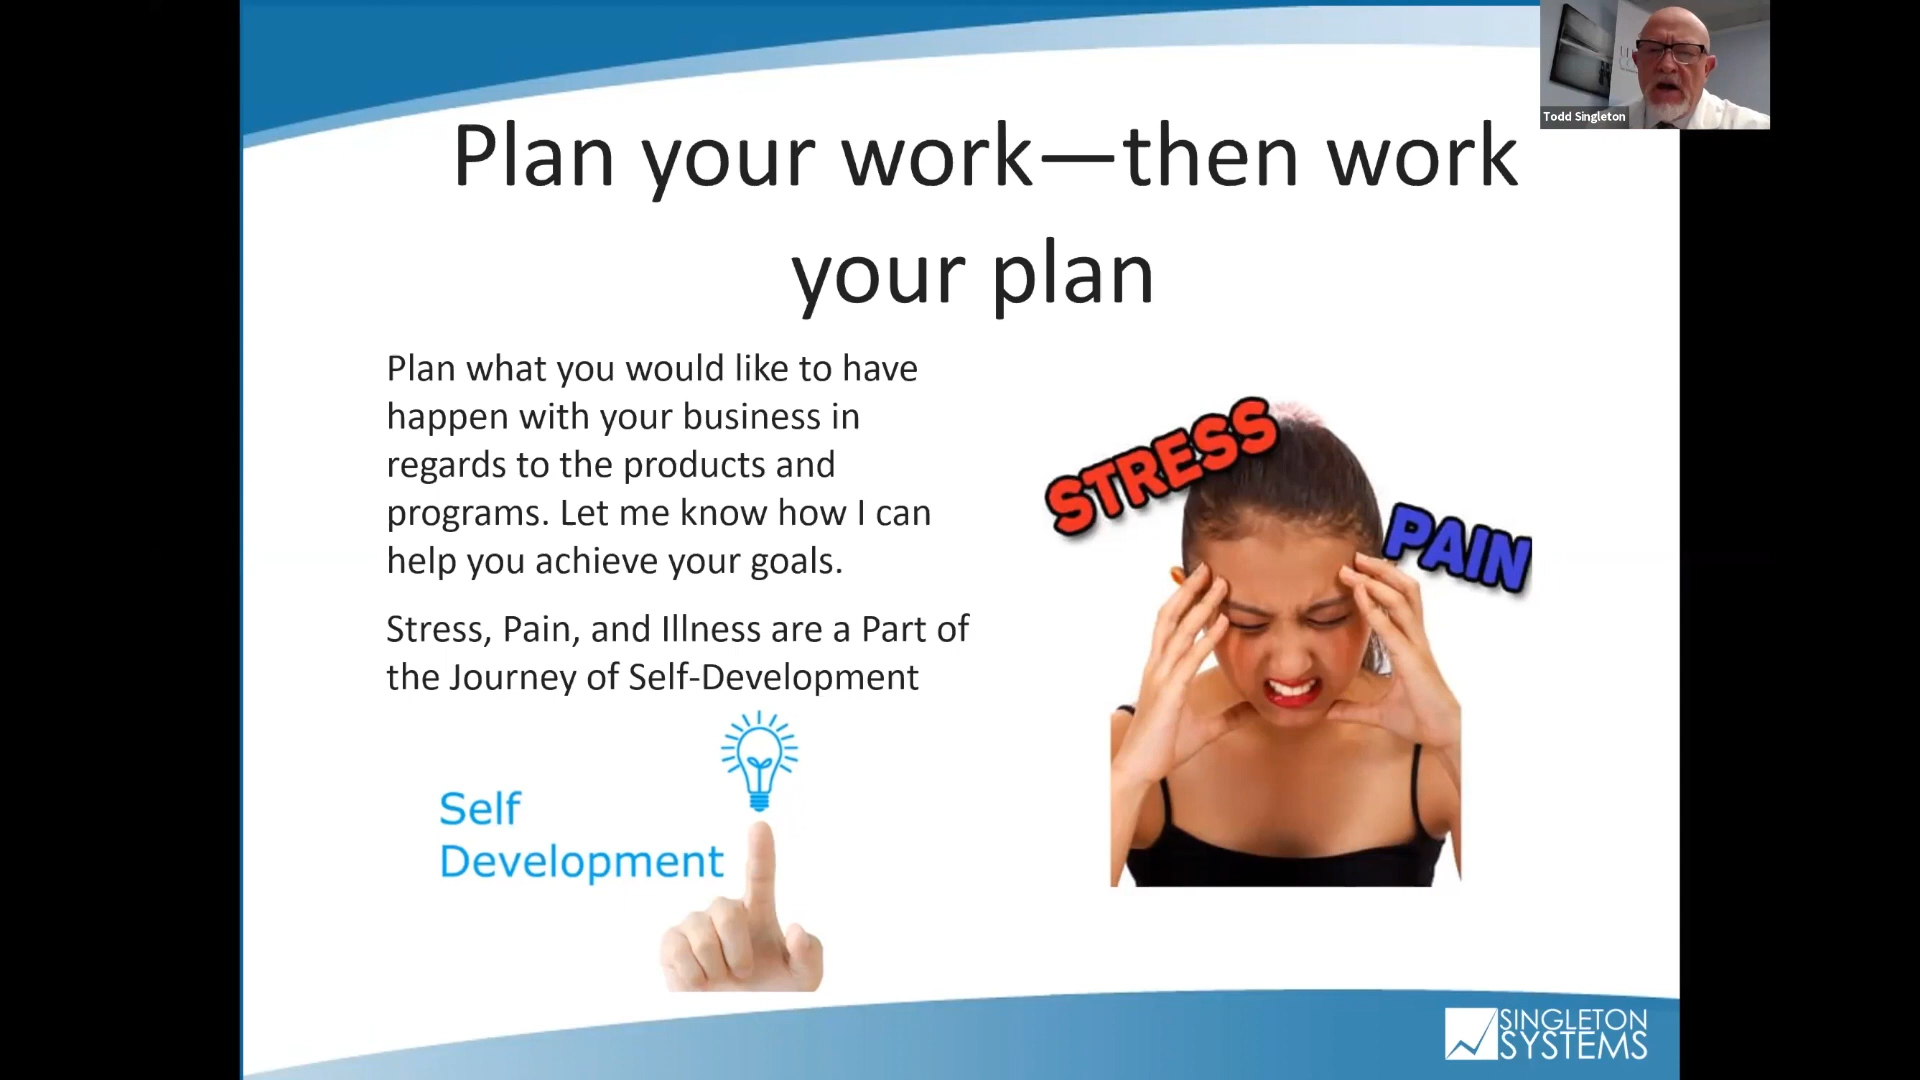 Todd Singleton
Plan your work—then work
your plan
Plan what you would like to have
happen with your business in
regards to the products and
programs. Let me know how I can
help you achieve your goals.
Stress, Pain, and Illness are a Part of
the Journey of Self-Development
STRESS
PAIN
Self
Development
SINGLETON
SYSTEMS